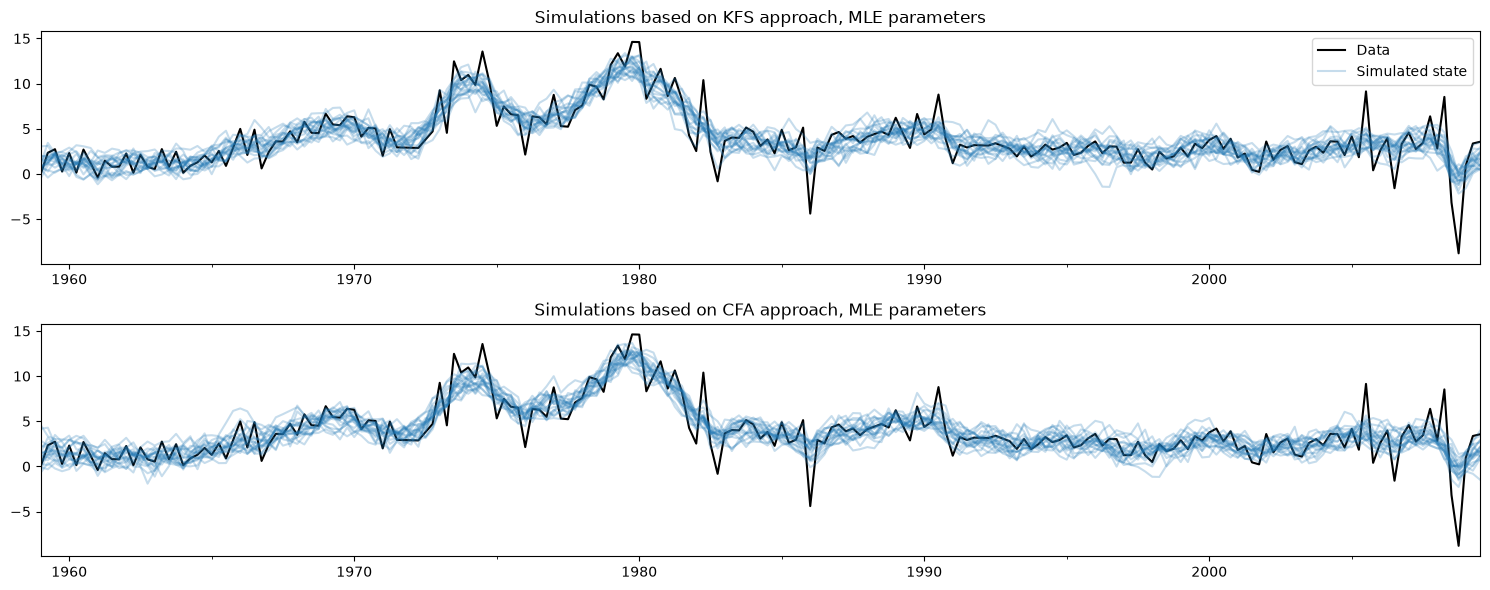 Simulations based on KFS approach, MLE parameters
15
10
5
0
−5
Data
Simulated state
1960 1970 1980 1990 2000
Simulations based on CFA approach, MLE parameters
15
10
5
0
−5
1960 1970 1980 1990 2000